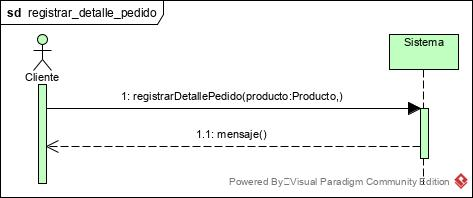 sd registrar_detalle_pedido
Sistema
Cliente
1: registrarDetallePedido(producto:Producto,)
1.1: mensaje()
Powered By Visual Paradigm Community Edition